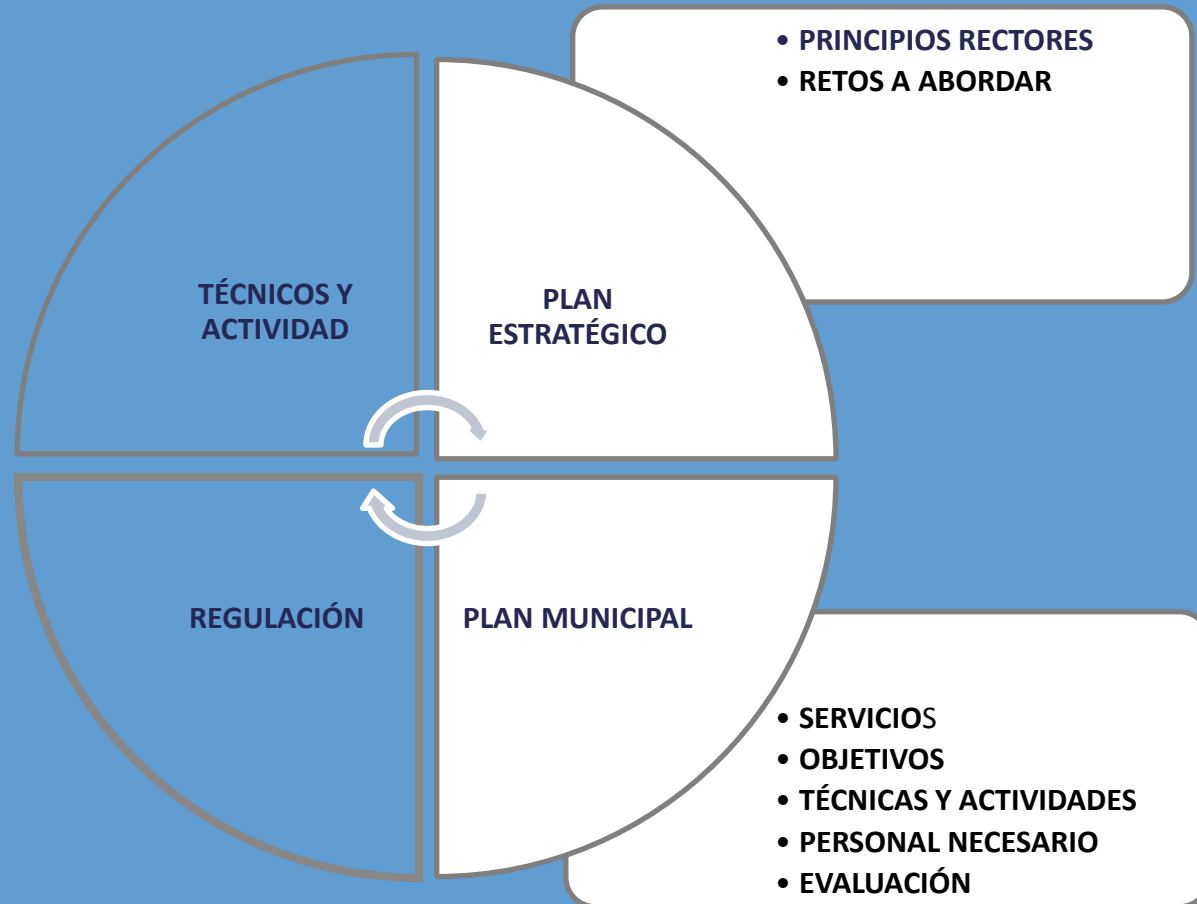 • PRINCIPIOS RECTORES
• RETOS A ABORDAR
TÉCNICOS Y
ACTIVIDAD
PLAN
ESTRATÉGICO
REGULACIÓN
PLAN MUNICIPAL
• SERVICIOS
• OBJETIVOS
• TÉCNICAS Y ACTIVIDADES
• PERSONAL NECESARIO
• EVALUACIÓN